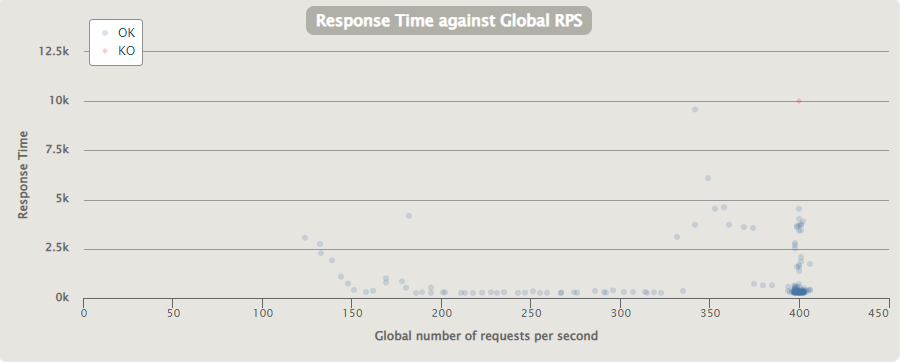 Response Time against Global RPS
OK
KO
12.5k
10k
7.5k
5k
2.5k
0k
Response Time
0
50
100
150
200
250
300
350
400
450
Global number of requests per second